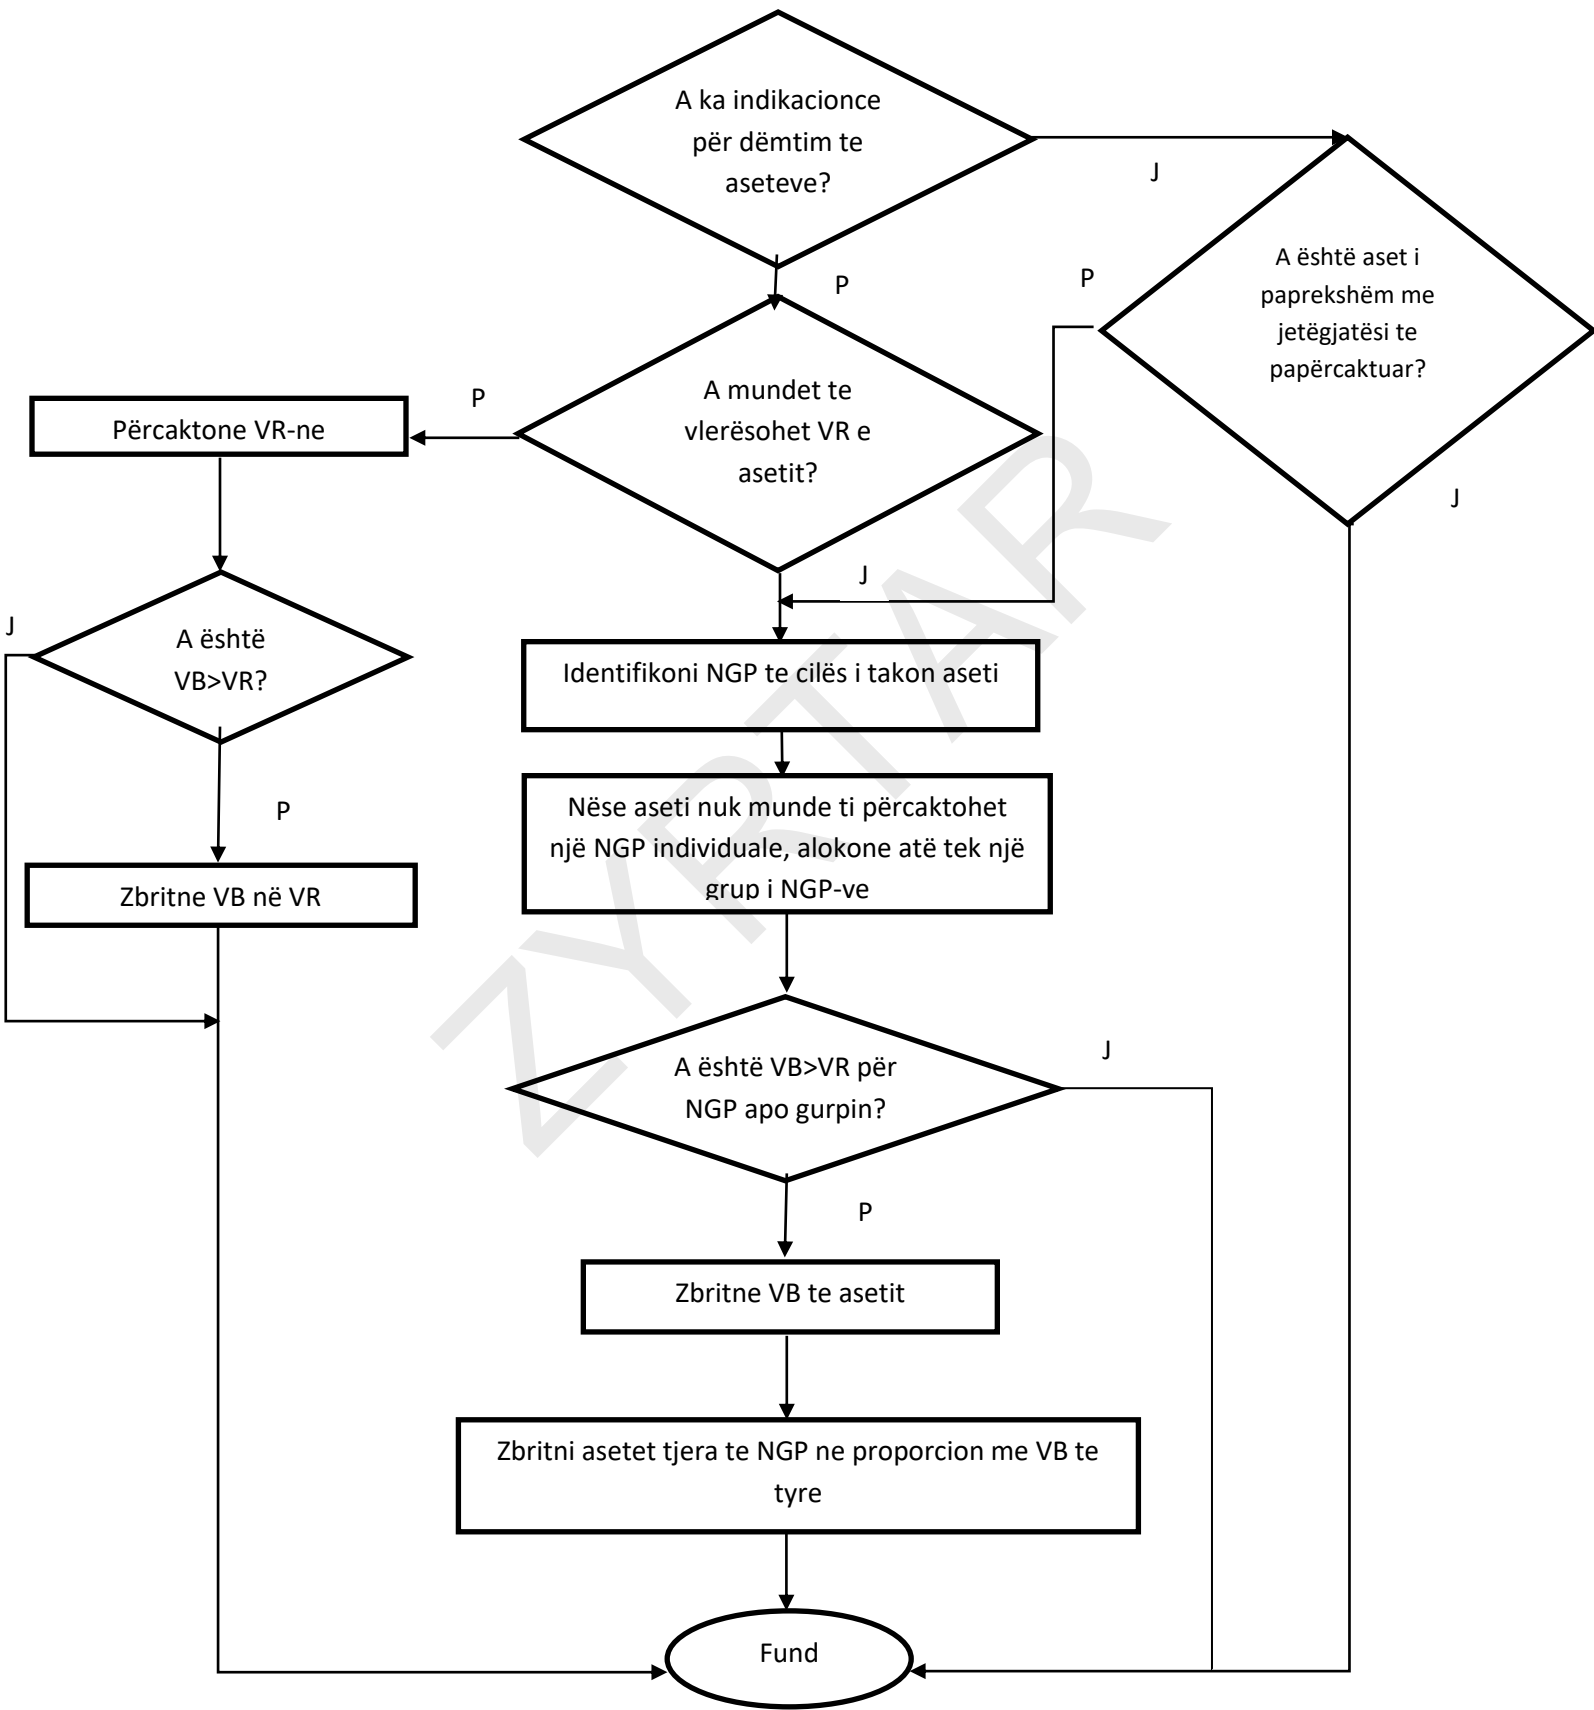 A ka indikacionce
për dëmtim te
aseteve?
J
A është aset i
paprekshëm me
jetëgjatësi te
papërcaktuar?
P
P
J
A mundet te
vlerësohet VR e
asetit?
P
Përcaktone VR-ne
J
A është
VB>VR?
J
P
Zbritne VB në VR
Identifikoni NGP te cilës i takon aseti
Nëse aseti nuk munde ti përcaktohet
një NGP individuale, alokone atë tek një
grup i NGP-ve
A është VB>VR për
NGP apo gurpin?
J
P
Zbritne VB te asetit
Zbritni asetet tjera te NGP ne proporcion me VB te
tyre
Fund
ZYRTAR